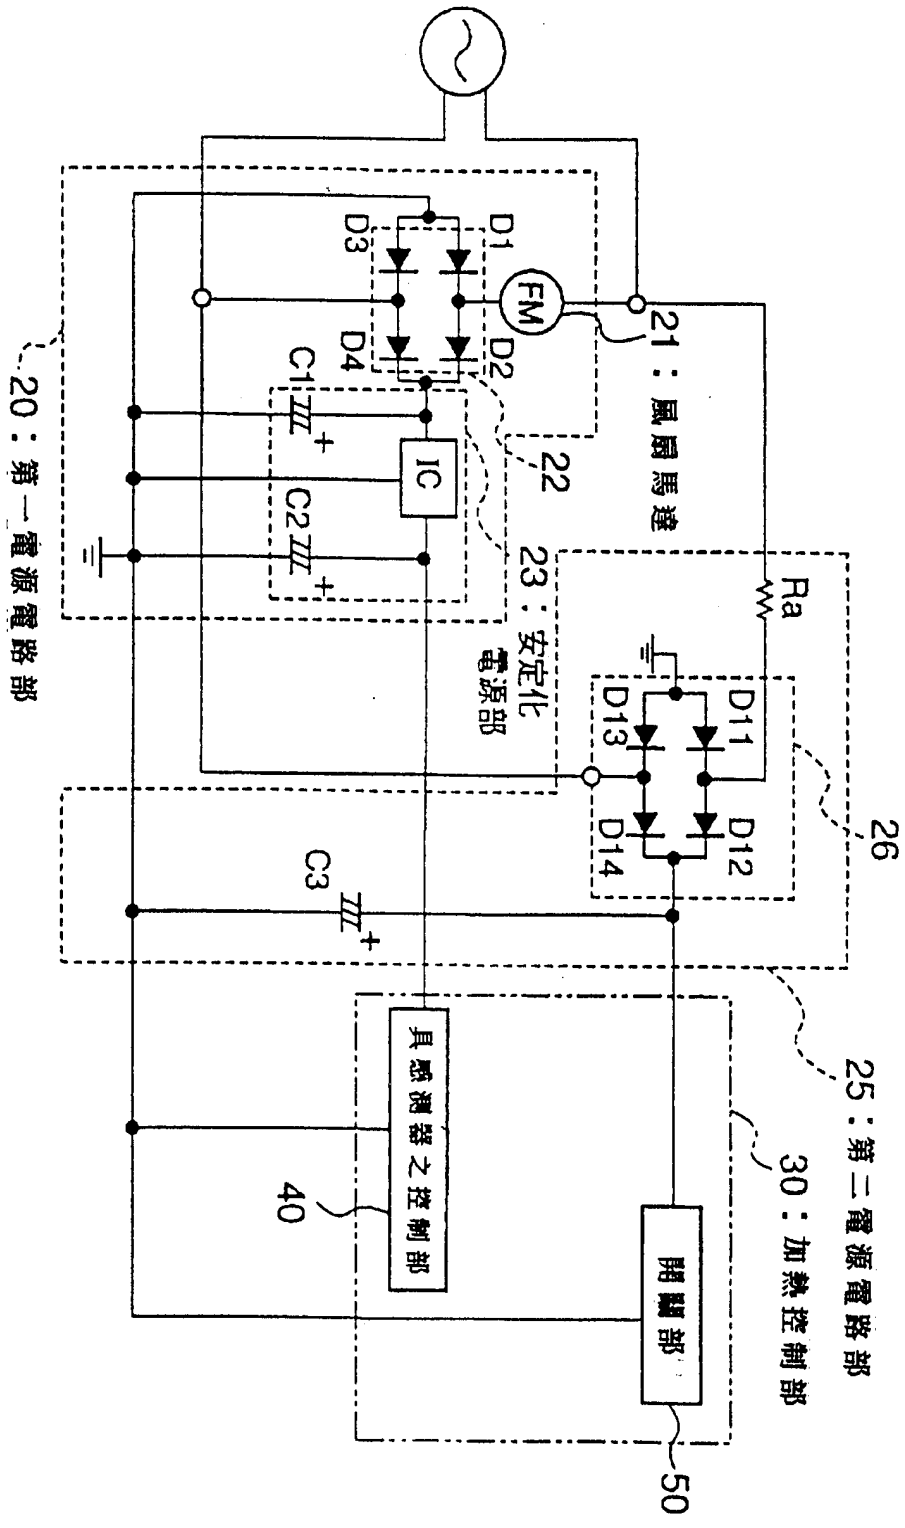 Ra
26
D11
D12
D13
D14
25：第二電源電路部
30：加熱控制部
開關部
50
21：風扇馬達
FM
D1
D2
D3
D4
22
23：安定化
電源部
IC
C1
+
C2
+
C3
+
具感測器之控制部
40
20：第一電源電路部